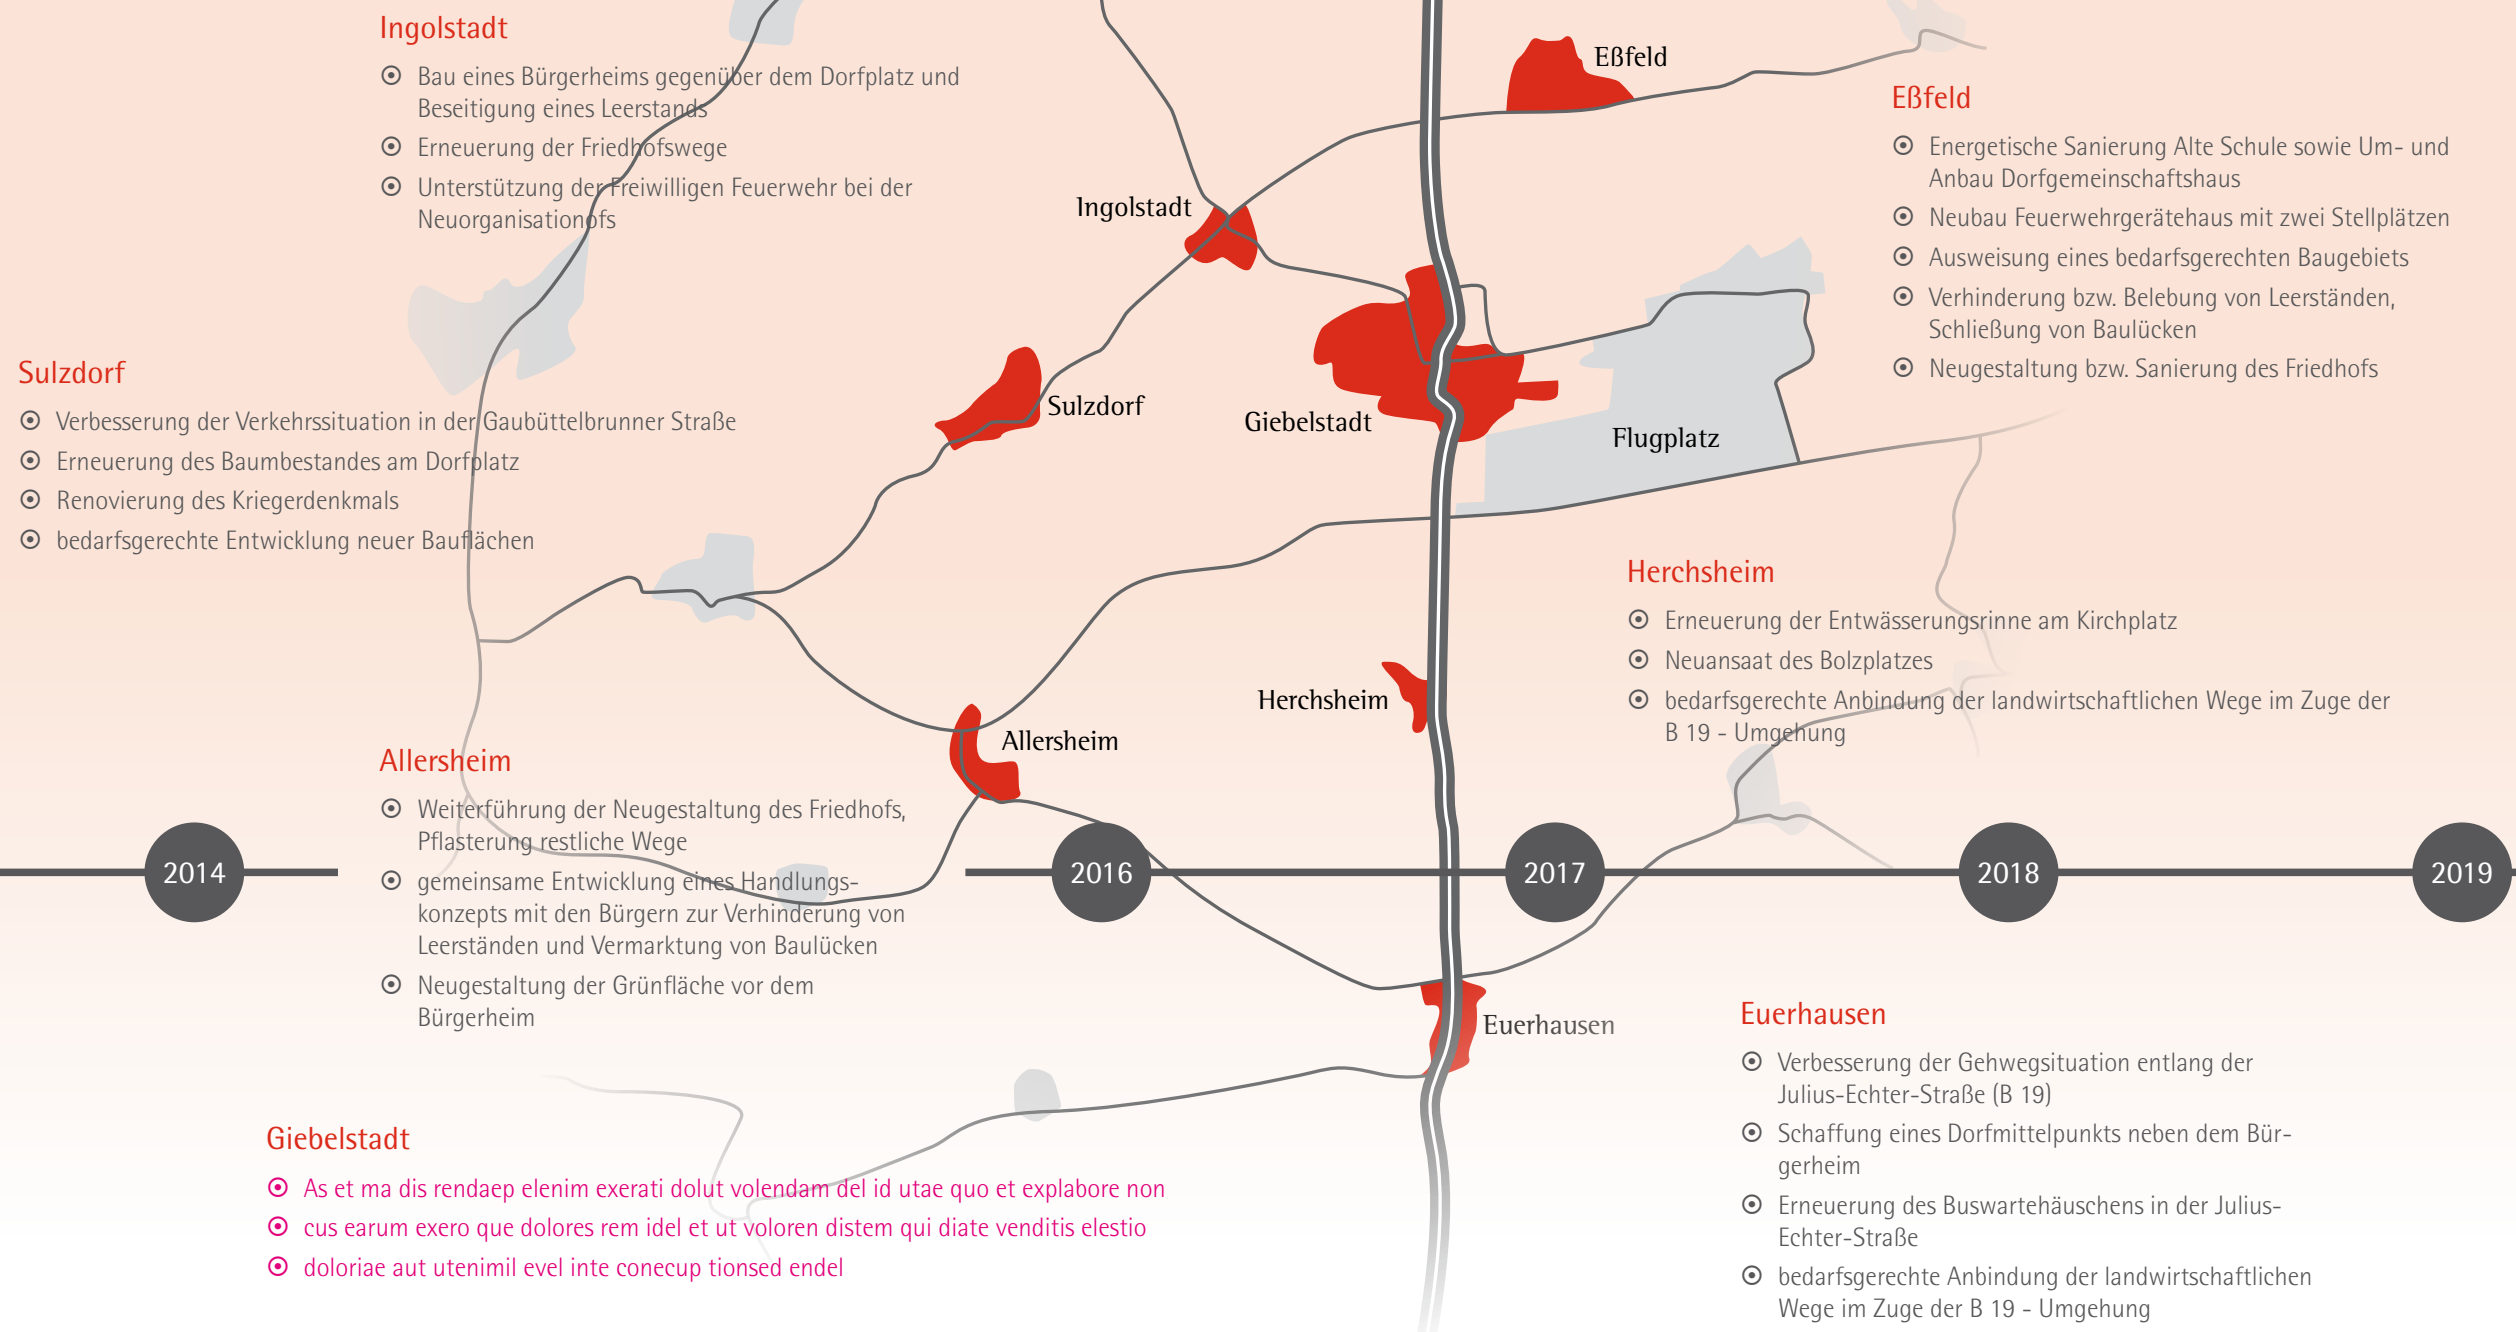 Ingolstadt
Bau eines Bürgerheims gegenüber dem Dorfplatz und
Beseitigung eines Leerstands
Erneuerung der Friedhofswege
Unterstützung der Freiwilligen Feuerwehr bei der
Neuorganisationofs
Eßfeld
Eßfeld
Energetische Sanierung Alte Schule sowie Um- und
Anbau Dorfgemeinschaftshaus
Neubau Feuerwehrgerätehaus mit zwei Stellplätzen
Ausweisung eines bedarfsgerechten Baugebiets
Verhinderung bzw. Belebung von Leerständen,
Schließung von Baulücken
Neugestaltung bzw. Sanierung des Friedhofs
Ingolstadt
Sulzdorf
Giebelstadt
Flugplatz
Sulzdorf
Verbesserung der Verkehrssituation in der Gaubüttelbrunner Straße
Erneuerung des Baumbestandes am Dorfplatz
Renovierung des Kriegerdenkmals
bedarfsgerechte Entwicklung neuer Bauflächen
Herchsheim
Erneuerung der Entwässerungsrinne am Kirchplatz
Neuansaat des Bolzplatzes
bedarfsgerechte Anbindung der landwirtschaftlichen Wege im Zuge der
B 19 - Umgehung
Herchsheim
Allersheim
Allersheim
Weiterführung der Neugestaltung des Friedhofs,
Pflasterung restliche Wege
gemeinsame Entwicklung eines Handlungs-
konzepts mit den Bürgern zur Verhinderung von
Leerständen und Vermarktung von Baulücken
Neugestaltung der Grünfläche vor dem
Bürgerheim
2014
2016
2017
2018
2019
Euerhausen
Euerhausen
Verbesserung der Gehwegsituation entlang der
Julius-Echter-Straße (B 19)
Schaffung eines Dorfmittelpunkts neben dem Bür-
gerheim
Erneuerung des Buswartehäuschens in der Julius-
Echter-Straße
bedarfsgerechte Anbindung der landwirtschaftlichen
Wege im Zuge der B 19 - Umgehung
Giebelstadt
As et ma dis rendaep elenim exerati dolut volendam del id utae quo et explabore non
cus earum exero que dolores rem idel et ut voloren distem qui diate venditis elestio
doloriae aut utenimil evel inte conecup tionsed endel